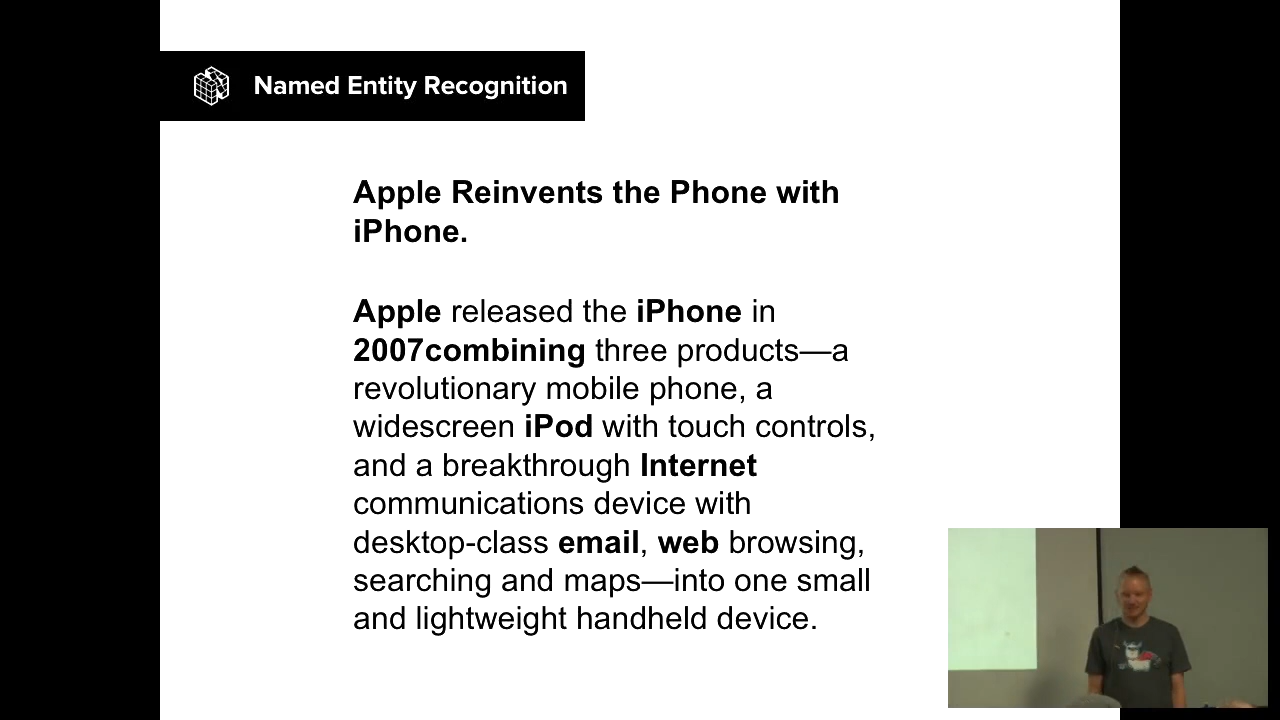 Named Entity Recognition
Apple Reinvents the Phone with
iPhone.
Apple released the iPhone in
2007combining three products—a
revolutionary mobile phone, a
widescreen iPod with touch controls,
and a breakthrough Internet
communications device with
desktop-class email, web browsing,
searching and maps—into one small
and lightweight handheld device.